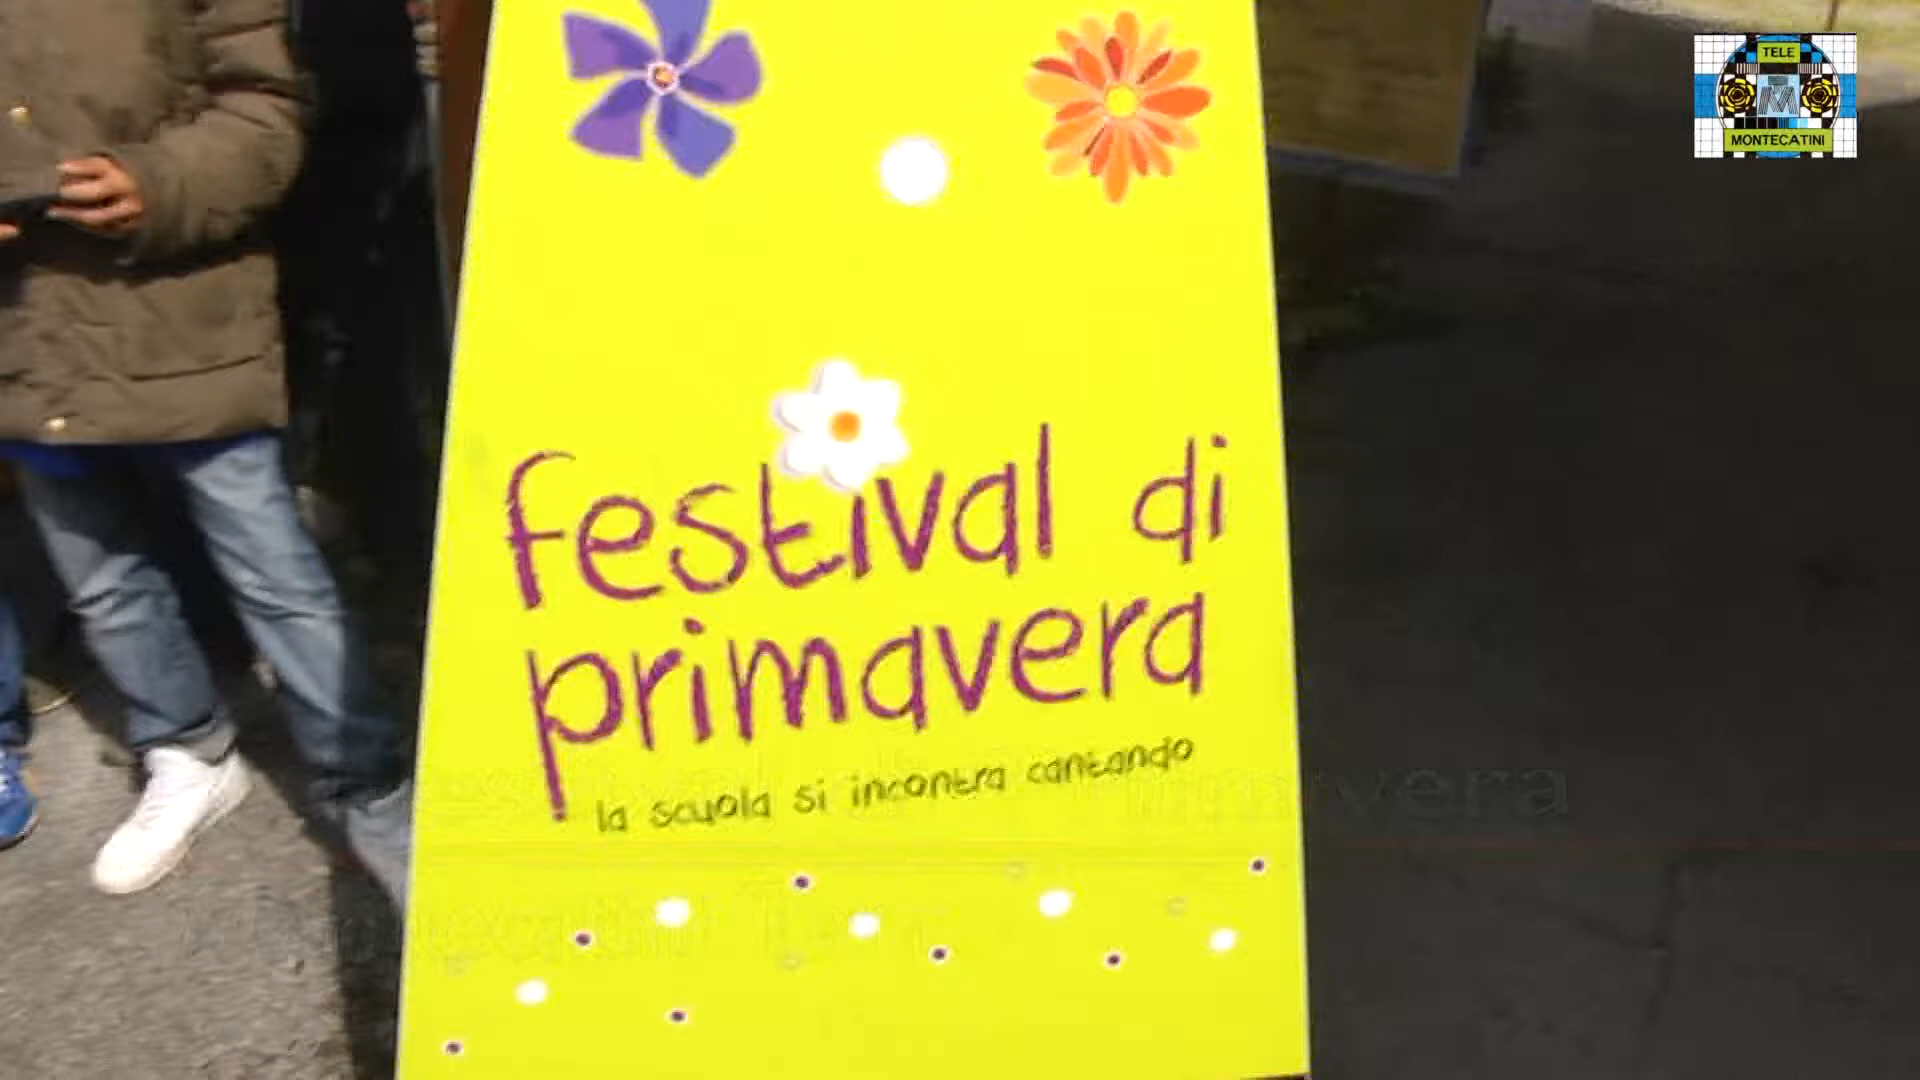 TELE
MONTECATINI
festival di
primavera
la scuola si incontra cantando